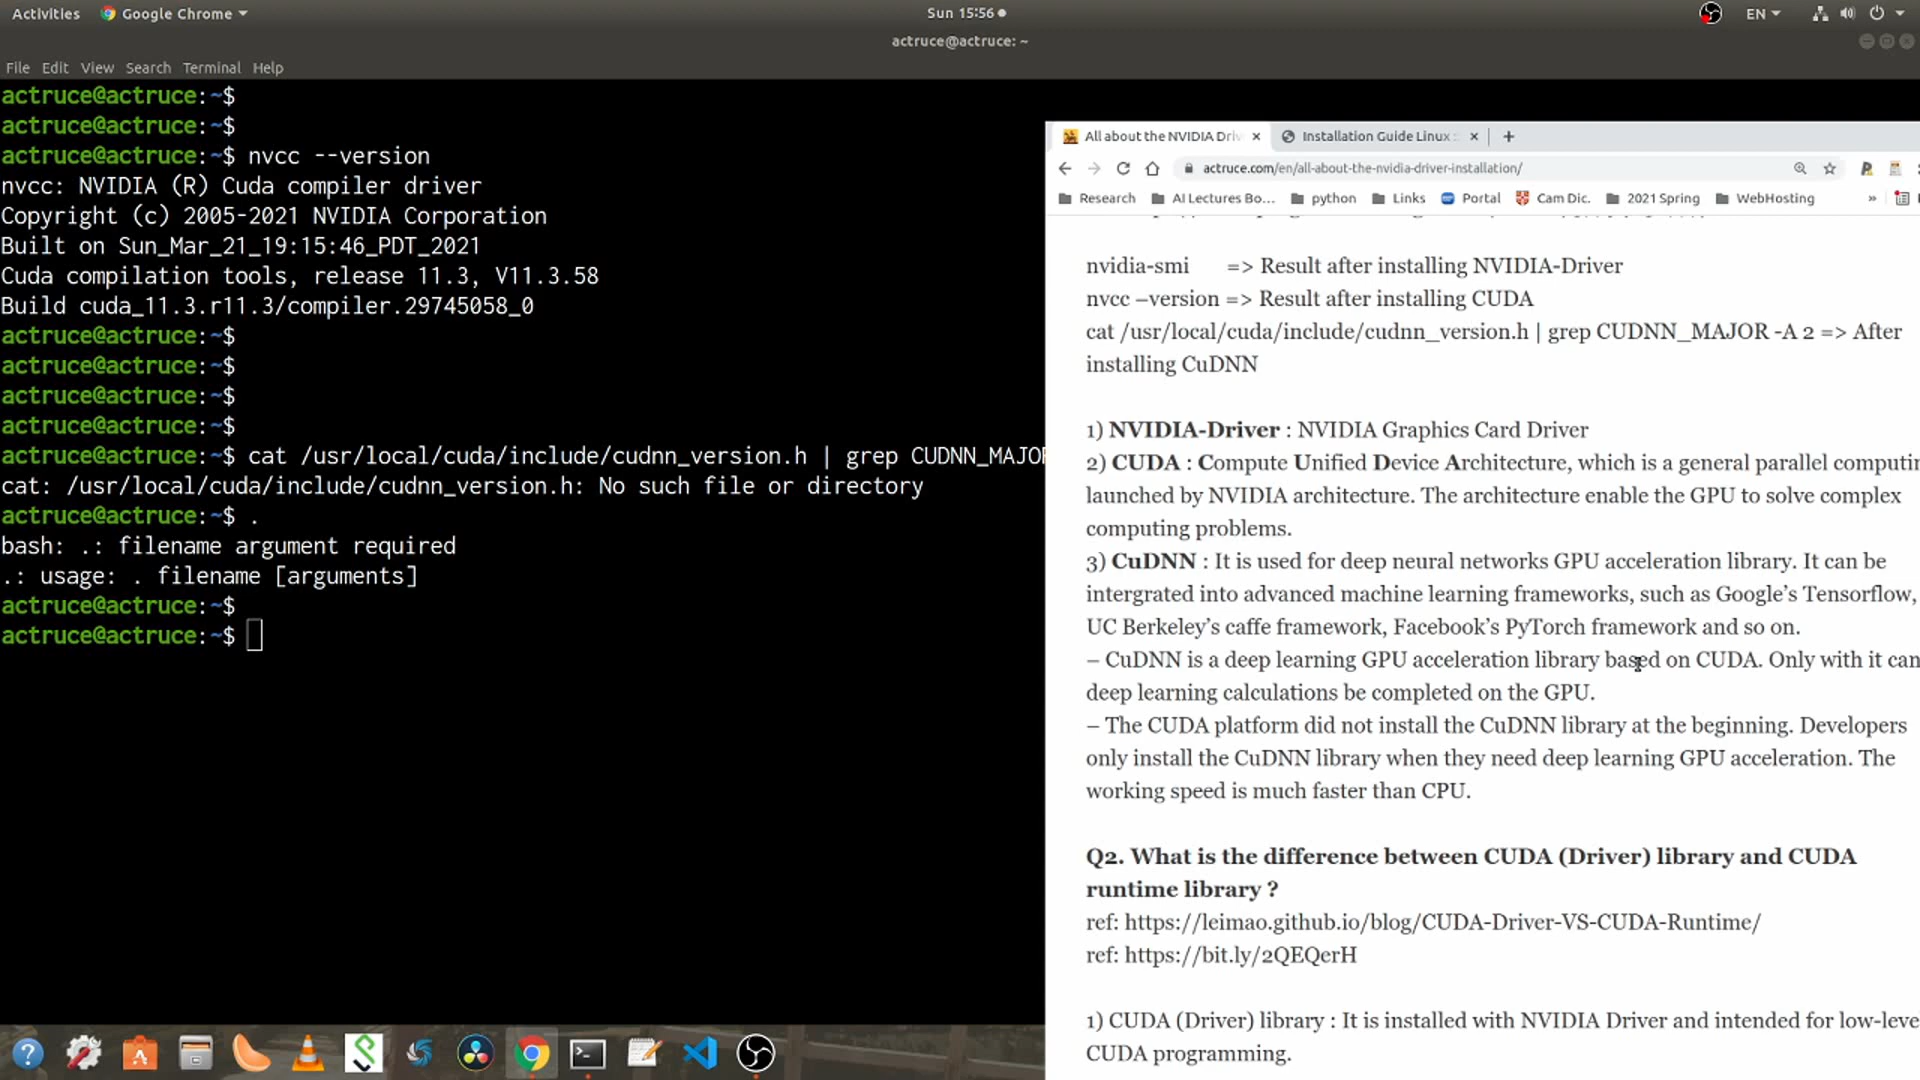 Activities Google Chrome Sun 15:56 EN
actruce@actruce: ~
File Edit View Search Terminal Help
actruce@actruce:~$
actruce@actruce:~$
actruce@actruce:~$ nvcc --version
nvcc: NVIDIA (R) Cuda compiler driver
Copyright (c) 2005-2021 NVIDIA Corporation
Built on Sun_Mar_21_19:15:46_PDT_2021
Cuda compilation tools, release 11.3, V11.3.58
Build cuda_11.3.r11.3/compiler.29745058_0
actruce@actruce:~$
actruce@actruce:~$
actruce@actruce:~$
actruce@actruce:~$
actruce@actruce:~$ cat /usr/local/cuda/include/cudnn_version.h | grep CUDNN_MAJOR
cat: /usr/local/cuda/include/cudnn_version.h: No such file or directory
actruce@actruce:~$ .
bash: .: filename argument required
.: usage: . filename [arguments]
actruce@actruce:~$
actruce@actruce:~$
All about the NVIDIA Driv Installation Guide Linux
actruce.com/en/all-about-the-nvidia-driver-installation/
Research AI Lectures Bo... python Links Portal Cam Dic. 2021 Spring WebHosting »
nvidia-smi => Result after installing NVIDIA-Driver
nvcc –version => Result after installing CUDA
cat /usr/local/cuda/include/cudnn_version.h | grep CUDNN_MAJOR -A 2 => After
installing CuDNN
1) NVIDIA-Driver : NVIDIA Graphics Card Driver
2) CUDA : Compute Unified Device Architecture, which is a general parallel computin
launched by NVIDIA architecture. The architecture enable the GPU to solve complex
computing problems.
3) CuDNN : It is used for deep neural networks GPU acceleration library. It can be
intergrated into advanced machine learning frameworks, such as Google’s Tensorflow,
UC Berkeley’s caffe framework, Facebook’s PyTorch framework and so on.
– CuDNN is a deep learning GPU acceleration library based on CUDA. Only with it can
deep learning calculations be completed on the GPU.
– The CUDA platform did not install the CuDNN library at the beginning. Developers
only install the CuDNN library when they need deep learning GPU acceleration. The
working speed is much faster than CPU.
Q2. What is the difference between CUDA (Driver) library and CUDA
runtime library ?
ref: https://leimao.github.io/blog/CUDA-Driver-VS-CUDA-Runtime/
ref: https://bit.ly/2QEQerH
1) CUDA (Driver) library : It is installed with NVIDIA Driver and intended for low-leve
CUDA programming.